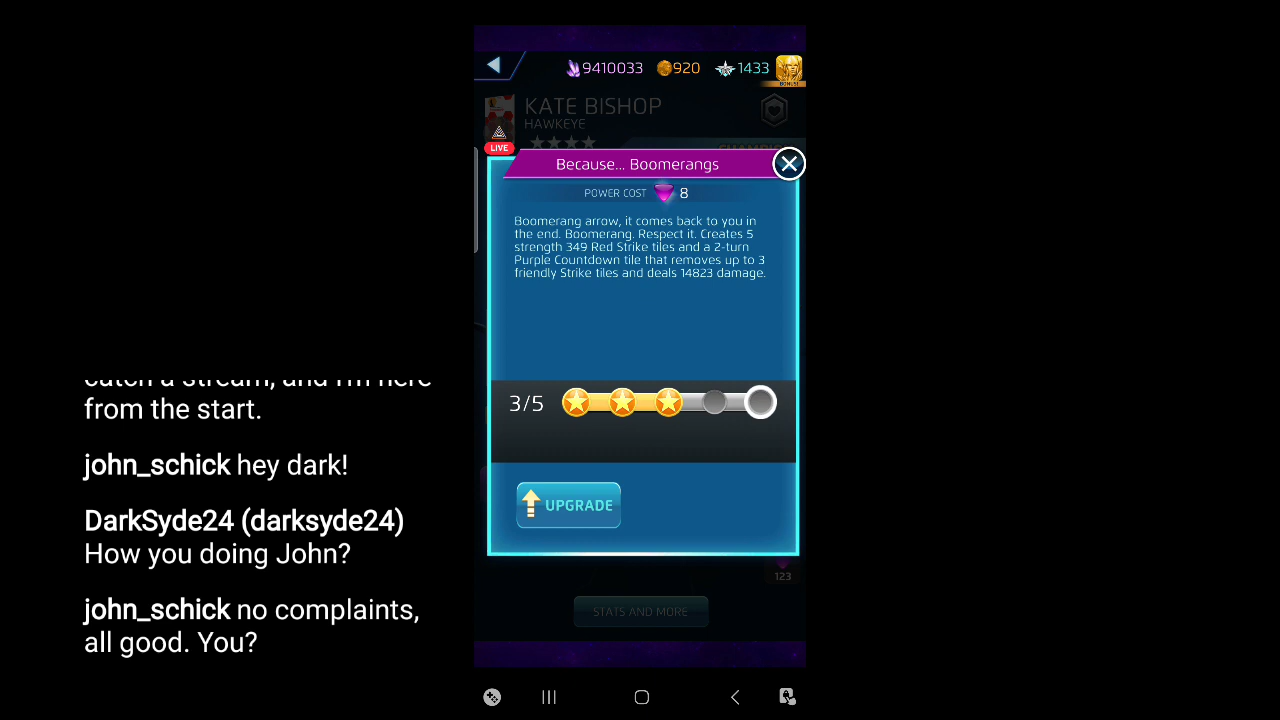 9410033 920 1433
KATE BISHOP
HAWKEYE
LIVE
Because... Boomerangs
POWER COST 8
Boomerang arrow, it comes back to you in
the end. Boomerang. Respect it. Creates 5
strength 349 Red Strike tiles and a 2-turn
Purple Countdown tile that removes up to 3
friendly Strike tiles and deals 14823 damage.
3/5
UPGRADE
123
STATS AND MORE
catch a stream, and I'm here
from the start.
john_schick hey dark!
DarkSyde24 (darksyde24)
How you doing John?
john_schick no complaints,
all good. You?